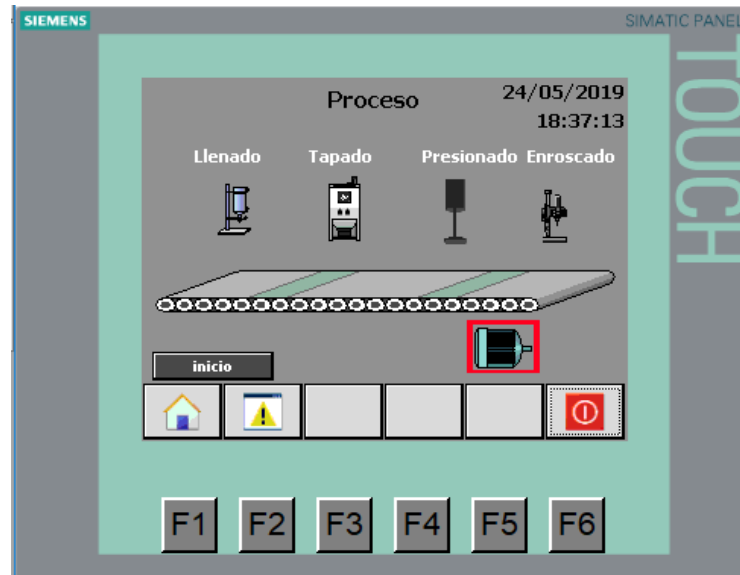 SIEMENS
SIMATIC PANEL
TOUCH
Proceso
24/05/2019
18:37:13
Llenado Tapado Presionado Enroscado
inicio
F1 F2 F3 F4 F5 F6